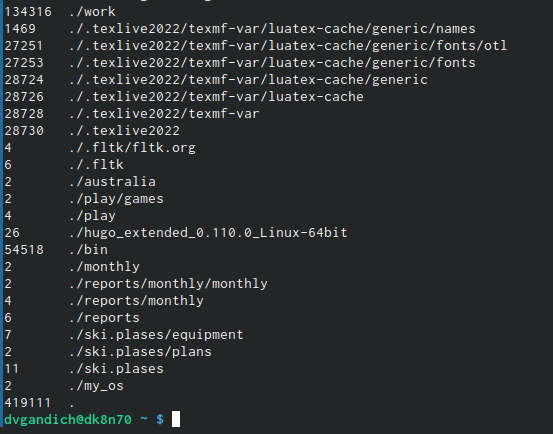 134316 ./work
1469 ./.texlive2022/texmf-var/luatex-cache/generic/names
27251 ./.texlive2022/texmf-var/luatex-cache/generic/fonts/otl
27253 ./.texlive2022/texmf-var/luatex-cache/generic/fonts
28724 ./.texlive2022/texmf-var/luatex-cache/generic
28726 ./.texlive2022/texmf-var/luatex-cache
28728 ./.texlive2022/texmf-var
28730 ./.texlive2022
4 ./.fltk/fltk.org
6 ./.fltk
2 ./australia
2 ./play/games
4 ./play
26 ./hugo_extended_0.110.0_Linux-64bit
54518 ./bin
2 ./monthly
2 ./reports/monthly/monthly
4 ./reports/monthly
6 ./reports
7 ./ski.plases/equipment
2 ./ski.plases/plans
11 ./ski.plases
2 ./my_os
419111 .
dvgandich@dk8n70 ~ $